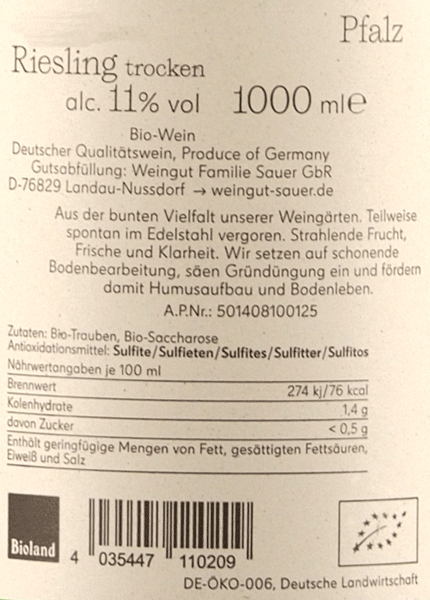 Pfalz
Riesling trocken
alc. 11% vol 1000 mle
Bio-Wein
Deutscher Qualitätswein, Produce of Germany
Gutsabfüllung: Weingut Familie Sauer GbR
D-76829 Landau-Nussdorf → weingut-sauer.de
Aus der bunten Vielfalt unserer Weingärten. Teilweise
spontan im Edelstahl vergoren. Strahlende Frucht,
Frische und Klarheit. Wir setzen auf schonende
Bodenbearbeitung, säen Gründüngung ein und fördern
damit Humusaufbau und Bodenleben.
A.P.Nr.: 501408100125
Zutaten: Bio-Trauben, Bio-Saccharose
Antioxidationsmittel: Sulfite/Sulfieten/Sulfites/Sulfitter/Sulfitos
Nährwertangaben je 100 ml
Brennwert 274 kj/76 kcal
Kolenhydrate 1,4 g
davon Zucker < 0,5 g
Enthält geringfügige Mengen von Fett, gesättigten Fettsäuren,
Eiweiß und Salz
Bioland
4 035447 110209
DE-ÖKO-006, Deutsche Landwirtschaft